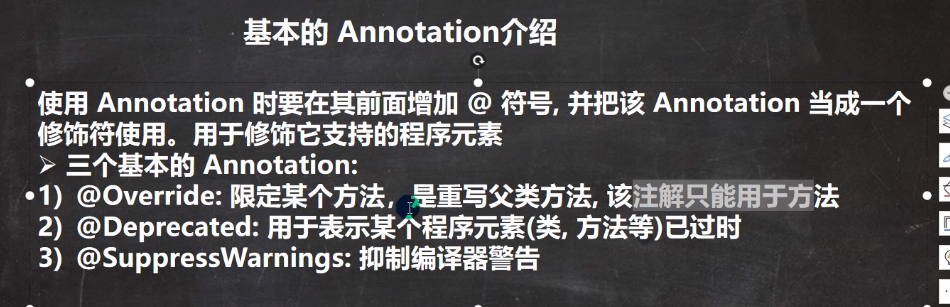 基本的 Annotation介绍
使用 Annotation 时要在其前面增加 @ 符号, 并把该 Annotation 当成一个
修饰符使用。用于修饰它支持的程序元素
➢ 三个基本的 Annotation:
1) @Override: 限定某个方法，是重写父类方法, 该注解只能用于方法
2) @Deprecated: 用于表示某个程序元素(类, 方法等)已过时
3) @SuppressWarnings: 抑制编译器警告